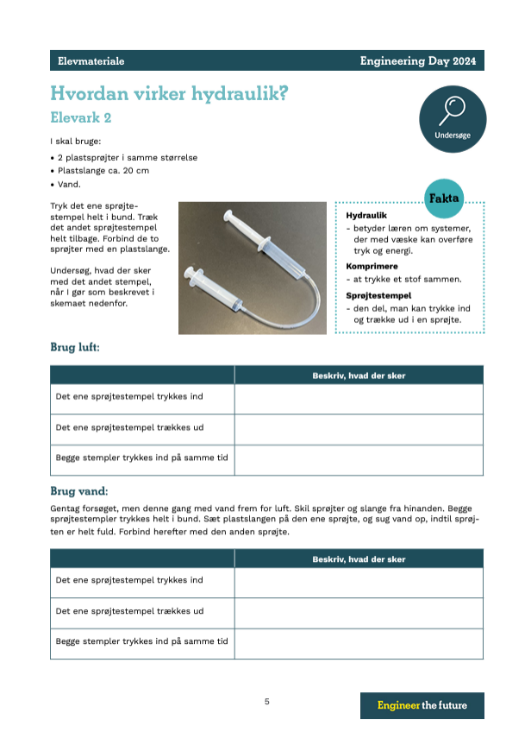 Elevmateriale
Engineering Day 2024
Hvordan virker hydraulik?
Elevark 2
Undersøge
I skal bruge:
• 2 plastsprøjter i samme størrelse
• Plastslange ca. 20 cm
• Vand.
Tryk det ene sprøjte-
stempel helt i bund. Træk
det andet sprøjtestempel
helt tilbage. Forbind de to
sprøjter med en plastslange.
Undersøg, hvad der sker
med det andet stempel,
når I gør som beskrevet i
skemaet nedenfor.
Fakta
Hydraulik
- betyder læren om systemer,
der med væske kan overføre
tryk og energi.
Komprimere
- at trykke et stof sammen.
Sprøjtestempel
- den del, man kan trykke ind
og trække ud i en sprøjte.
Brug luft:
Beskriv, hvad der sker
Det ene sprøjtestempel trykkes ind
Det ene sprøjtestempel trækkes ud
Begge stempler trykkes ind på samme tid
Brug vand:
Gentag forsøget, men denne gang med vand frem for luft. Skil sprøjter og slange fra hinanden. Begge
sprøjtestempler trykkes helt i bund. Sæt plastslangen på den ene sprøjte, og sug vand op, indtil sprøj-
ten er helt fuld. Forbind herefter med den anden sprøjte.
Beskriv, hvad der sker
Det ene sprøjtestempel trykkes ind
Det ene sprøjtestempel trækkes ud
Begge stempler trykkes ind på samme tid
5
Engineer the future